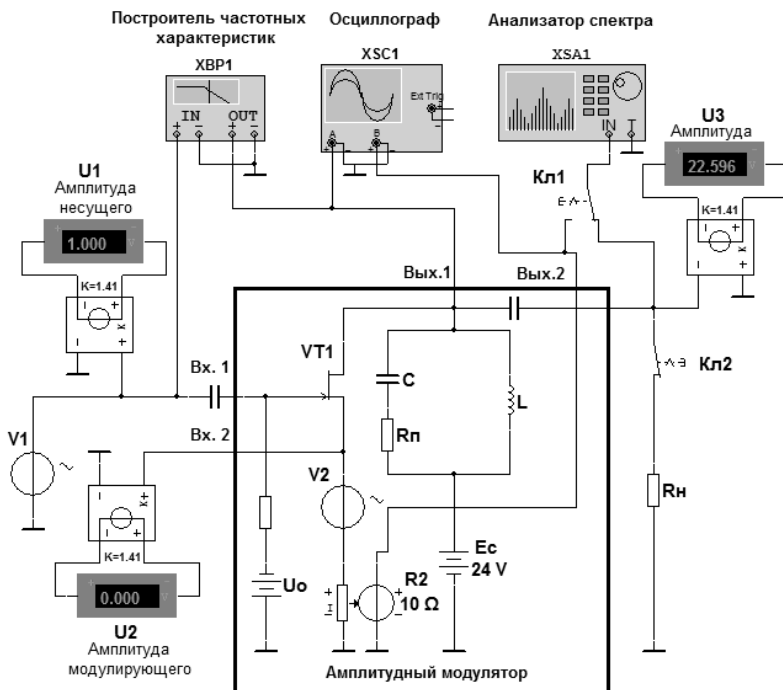 Построитель частотных
характеристик
Осциллограф
Анализатор спектра
XBP1
XSC1
XSA1
IN OUT
Ext Trig
A B
IN T
U3
Амплитуда
22.596
K=1.41
U1
Амплитуда
несущего
1.000
K=1.41
Кл1
Вых.1
Вых.2
VT1
C
L
Rп
Кл2
Вх. 1
Вх. 2
V1
V2
K=1.41
0.000
U2
Амплитуда
модулирующего
Uo
R2
10 Ω
Ec
24 V
Rн
Амплитудный модулятор